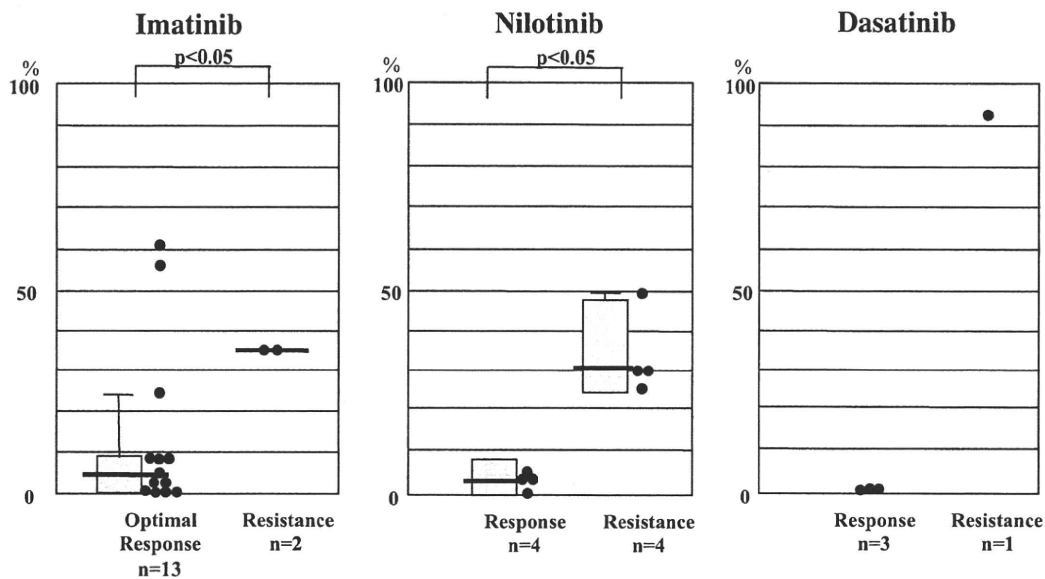 Imatinib
p<0.05
%
100
50
0
Optimal
Response
n=13
Resistance
n=2
Nilotinib
p<0.05
%
100
50
0
Response
n=4
Resistance
n=4
Dasatinib
%
100
50
0
Response
n=3
Resistance
n=1